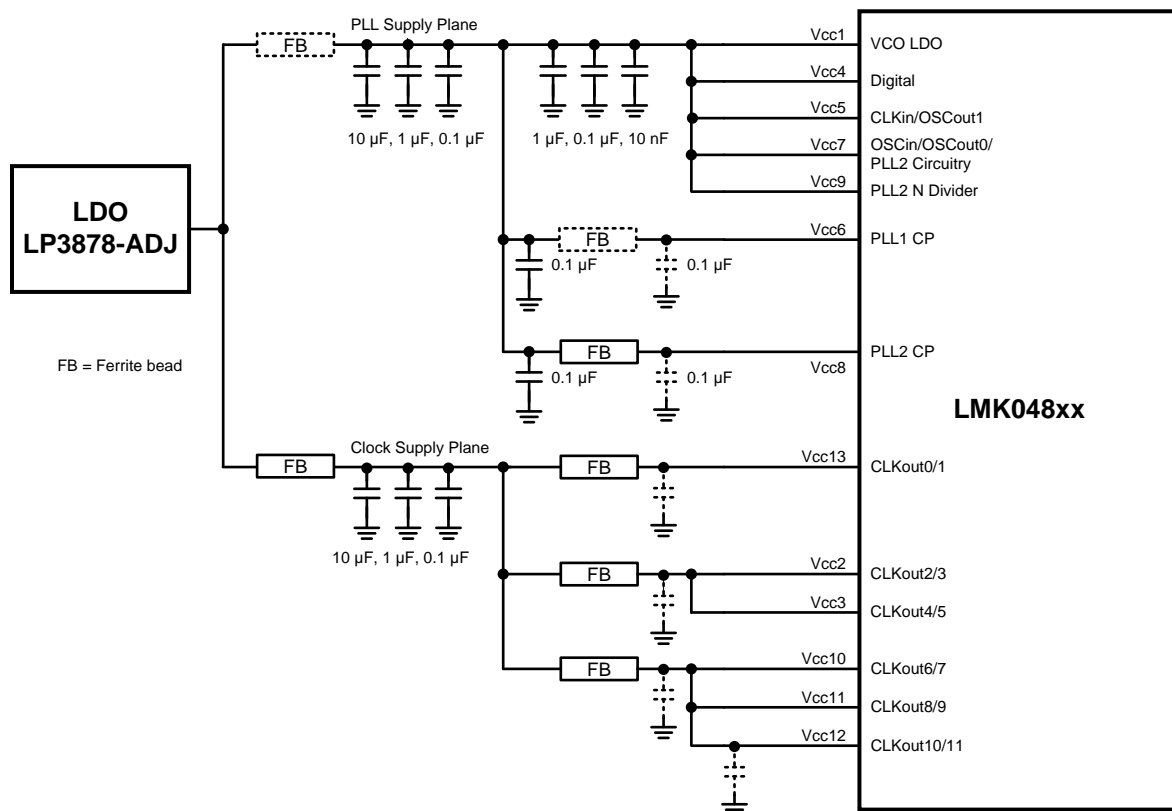 PLL Supply Plane
FB
10 µF, 1 µF, 0.1 µF
1 µF, 0.1 µF, 10 nF
Vcc1
VCO LDO
Vcc4
Digital
Vcc5
CLKin/OSCout1
Vcc7
OSCin/OSCout0/
PLL2 Circuitry
Vcc9
PLL2 N Divider
LDO
LP3878-ADJ
FB
0.1 µF
0.1 µF
Vcc6
PLL1 CP
FB = Ferrite bead
FB
0.1 µF
0.1 µF
Vcc8
PLL2 CP
LMK048xx
Clock Supply Plane
FB
10 µF, 1 µF, 0.1 µF
FB
Vcc13
CLKout0/1
FB
Vcc2
CLKout2/3
Vcc3
CLKout4/5
FB
Vcc10
CLKout6/7
Vcc11
CLKout8/9
Vcc12
CLKout10/11